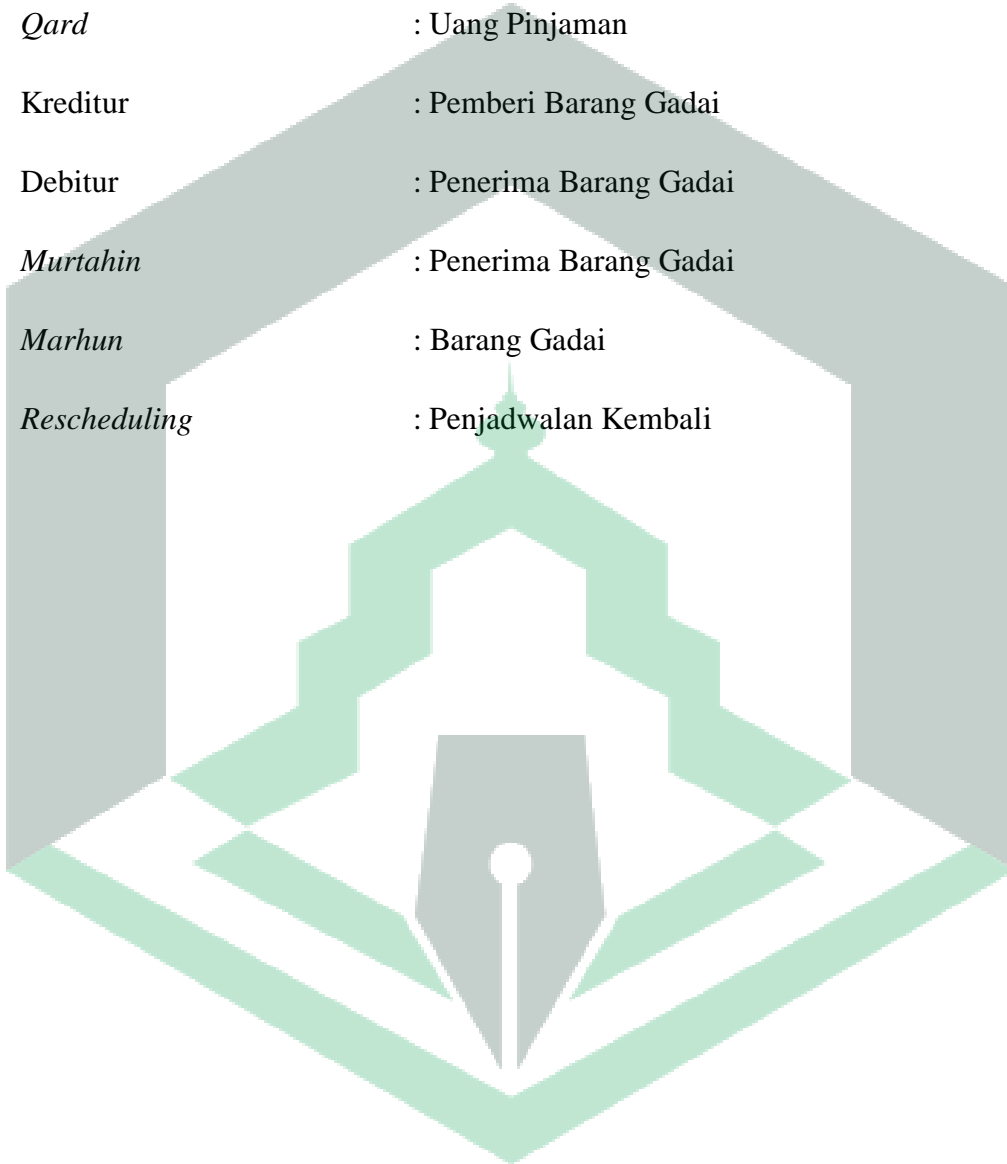 Qard : Uang Pinjaman
Kreditur : Pemberi Barang Gadai
Debitur : Penerima Barang Gadai
Murtahin : Penerima Barang Gadai
Marhun : Barang Gadai
Rescheduling : Penjadwalan Kembali